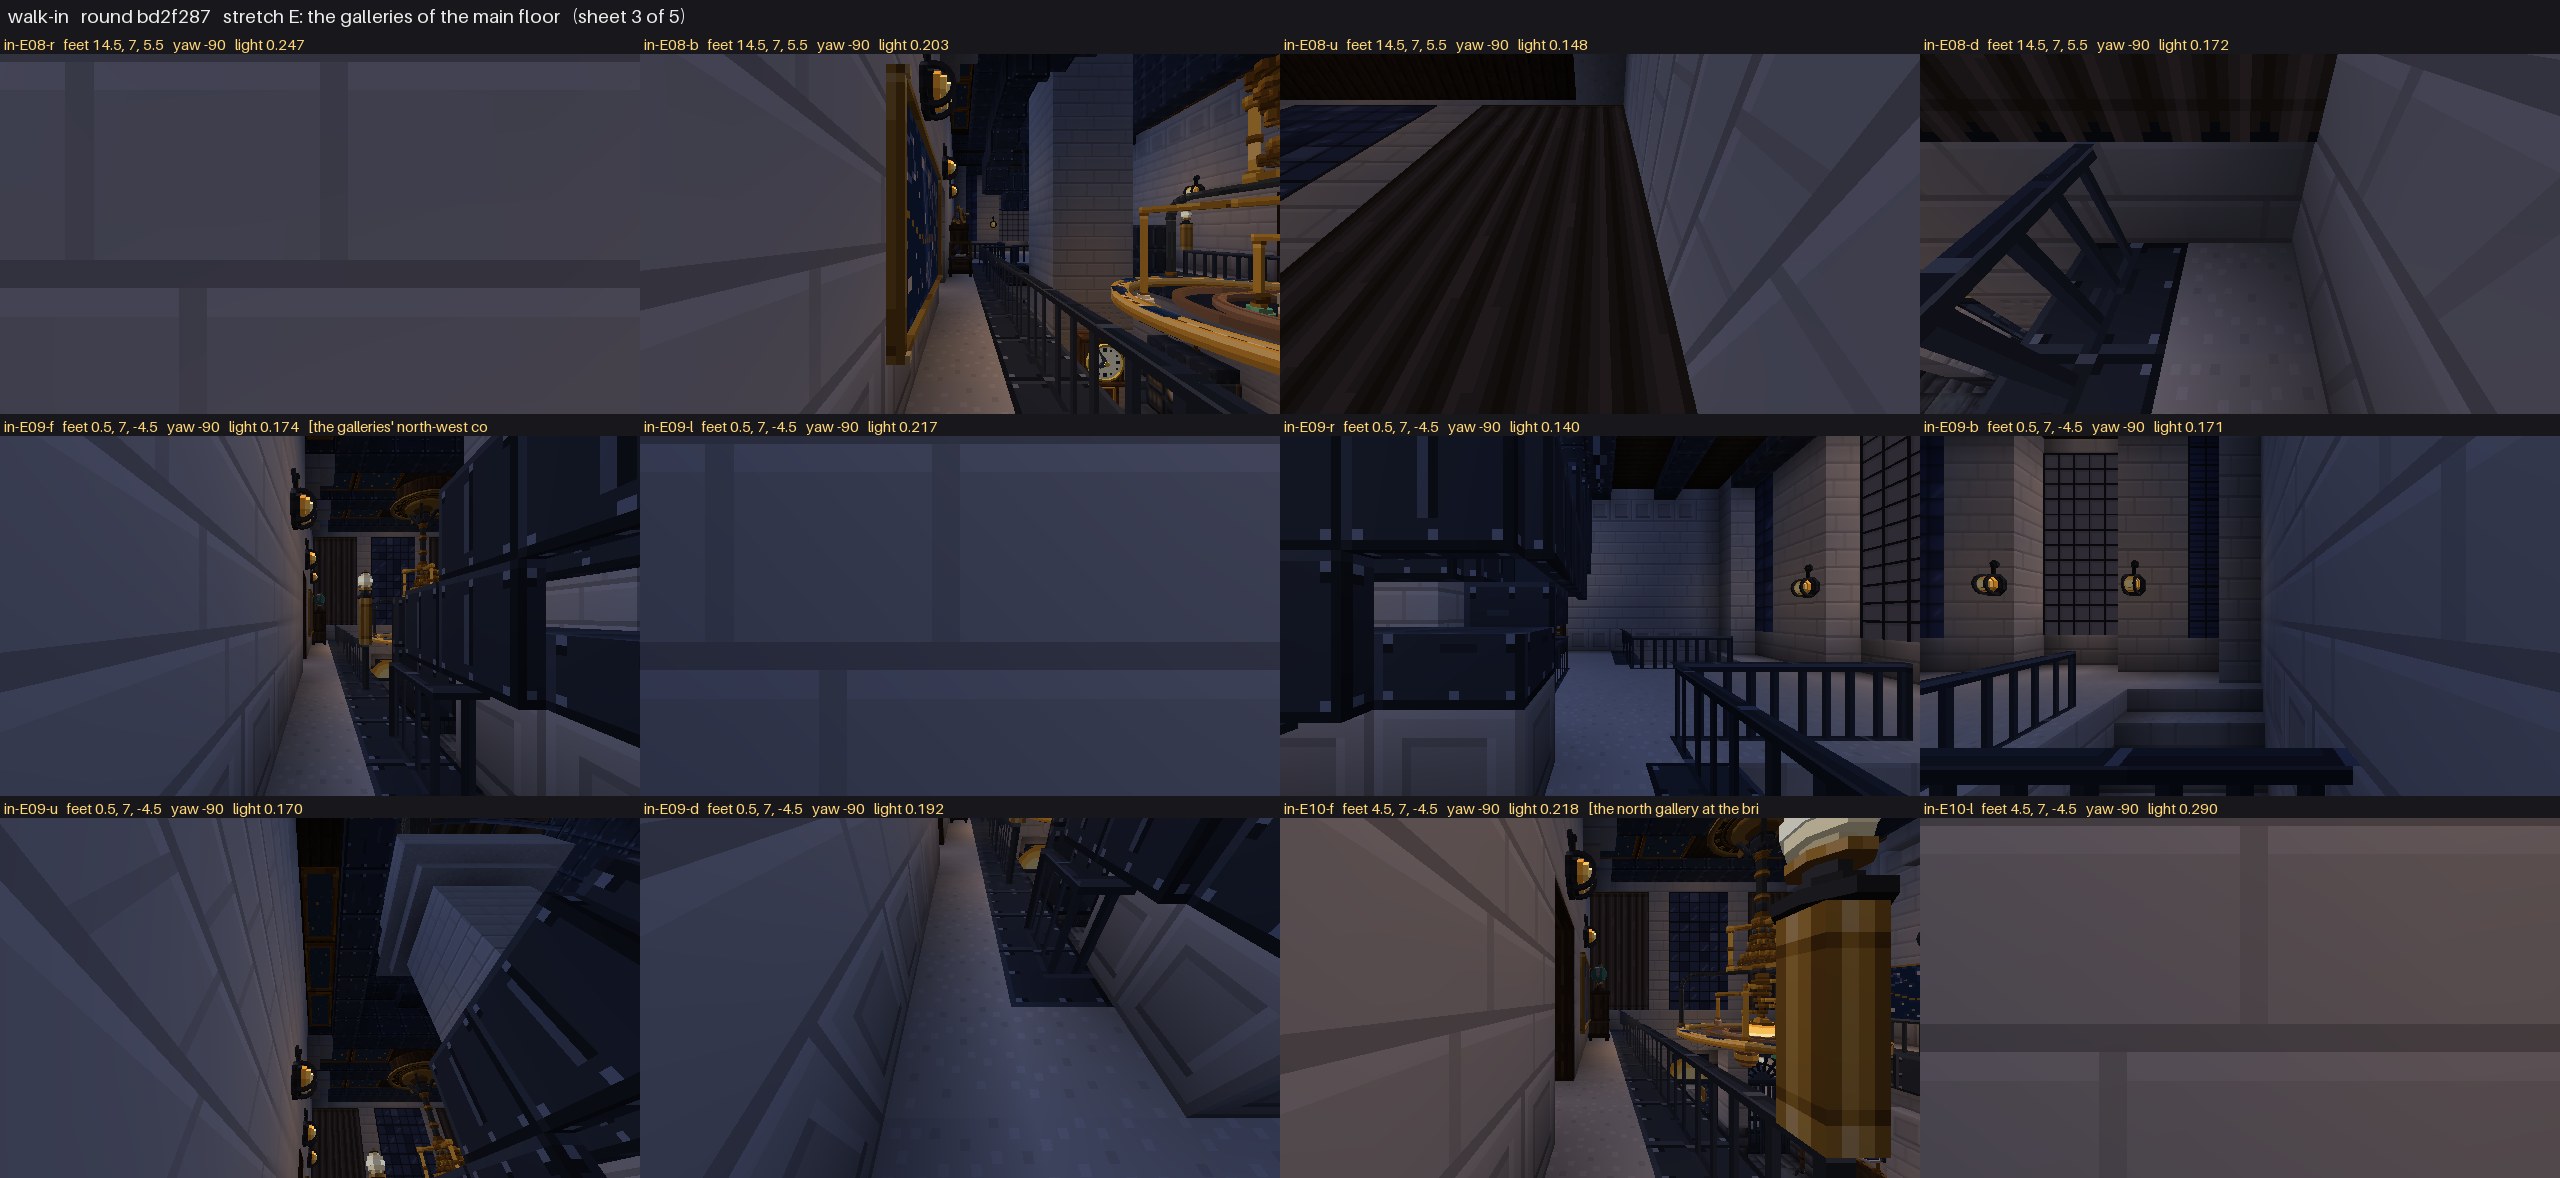 walk-in   round bd2f287   stretch E: the galleries of the main floor   (sheet 3 of 5)
in-E08-r  feet 14.5, 7, 5.5  yaw -90  light 0.247
in-E08-b  feet 14.5, 7, 5.5  yaw -90  light 0.203
in-E08-u  feet 14.5, 7, 5.5  yaw -90  light 0.148
in-E08-d  feet 14.5, 7, 5.5  yaw -90  light 0.172
in-E09-f  feet 0.5, 7, -4.5  yaw -90  light 0.174  [the galleries' north-west co
in-E09-l  feet 0.5, 7, -4.5  yaw -90  light 0.217
in-E09-r  feet 0.5, 7, -4.5  yaw -90  light 0.140
in-E09-b  feet 0.5, 7, -4.5  yaw -90  light 0.171
in-E09-u  feet 0.5, 7, -4.5  yaw -90  light 0.170
in-E09-d  feet 0.5, 7, -4.5  yaw -90  light 0.192
in-E10-f  feet 4.5, 7, -4.5  yaw -90  light 0.218  [the north gallery at the bri
in-E10-l  feet 4.5, 7, -4.5  yaw -90  light 0.290